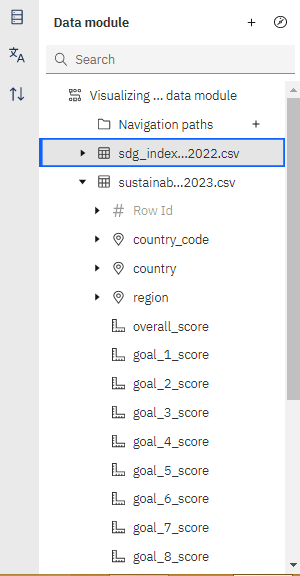 Data module
Search
Visualizing ... data module
Navigation paths
sdg_index...2022.csv
sustainab...2023.csv
Row Id
country_code
country
region
overall_score
goal_1_score
goal_2_score
goal_3_score
goal_4_score
goal_5_score
goal_6_score
goal_7_score
goal_8_score